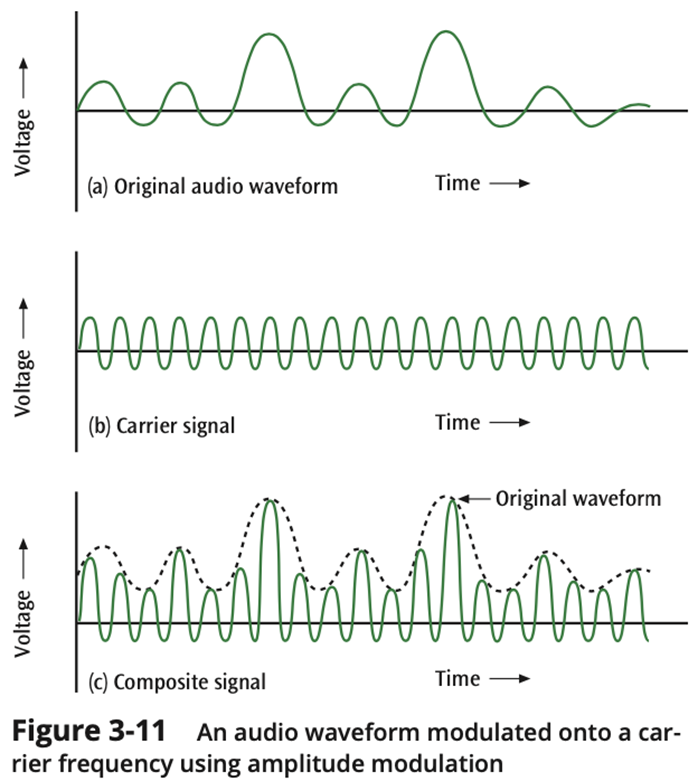 Voltage →
(a) Original audio waveform
Time →
Voltage →
(b) Carrier signal
Time →
Original waveform
Voltage →
(c) Composite signal
Time →
Figure 3-11 An audio waveform modulated onto a car-
rier frequency using amplitude modulation